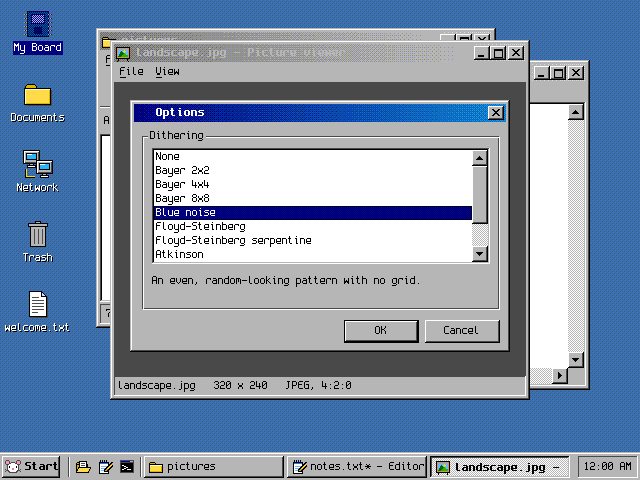 My Board
Documents
Network
Trash
welcome.txt
pictures
landscape.jpg - Picture Viewer
File View
Options
Dithering
None
Bayer 2x2
Bayer 4x4
Bayer 8x8
Blue noise
Floyd-Steinberg
Floyd-Steinberg serpentine
Atkinson
An even, random-looking pattern with no grid.
OK Cancel
landscape.jpg 320 x 240 JPEG, 4:2:0
Start pictures notes.txt* - Editor landscape.jpg - 12:00 AM